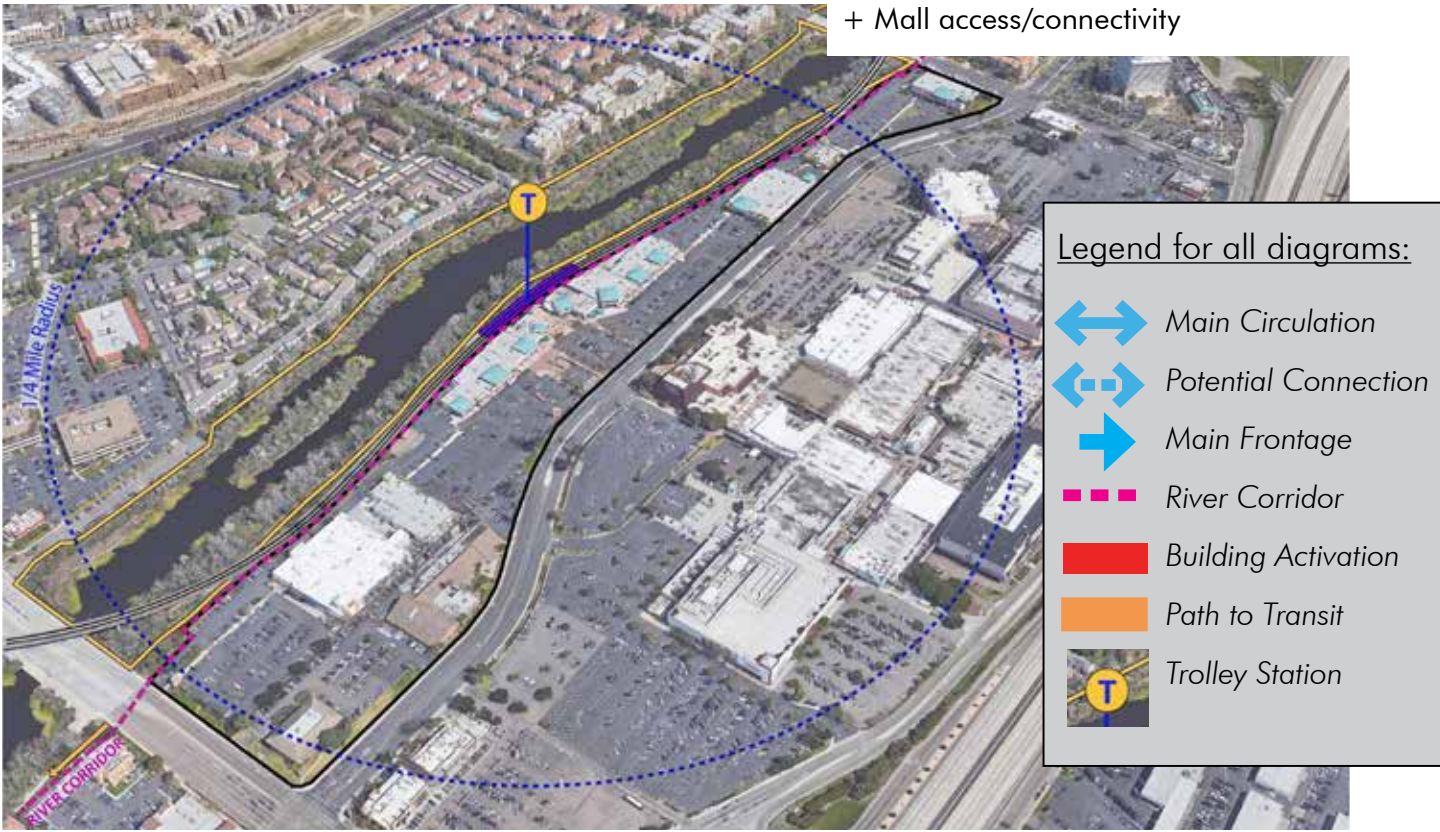 + Mall access/connectivity
T
1/4 Mile Radius
RIVER CORRIDOR
Legend for all diagrams:
Main Circulation
Potential Connection
Main Frontage
River Corridor
Building Activation
Path to Transit
T
Trolley Station